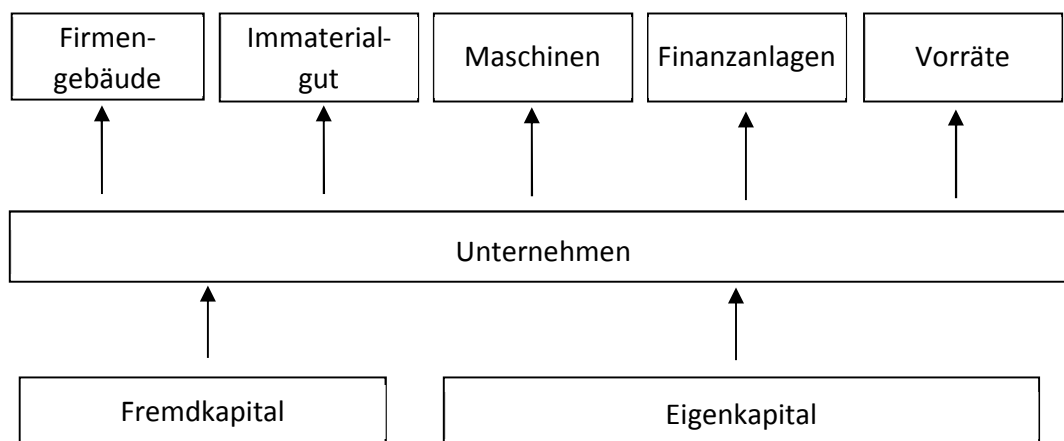 Firmen-
gebäude
Immaterial-
gut
Maschinen
Finanzanlagen
Vorräte
Unternehmen
Fremdkapital
Eigenkapital